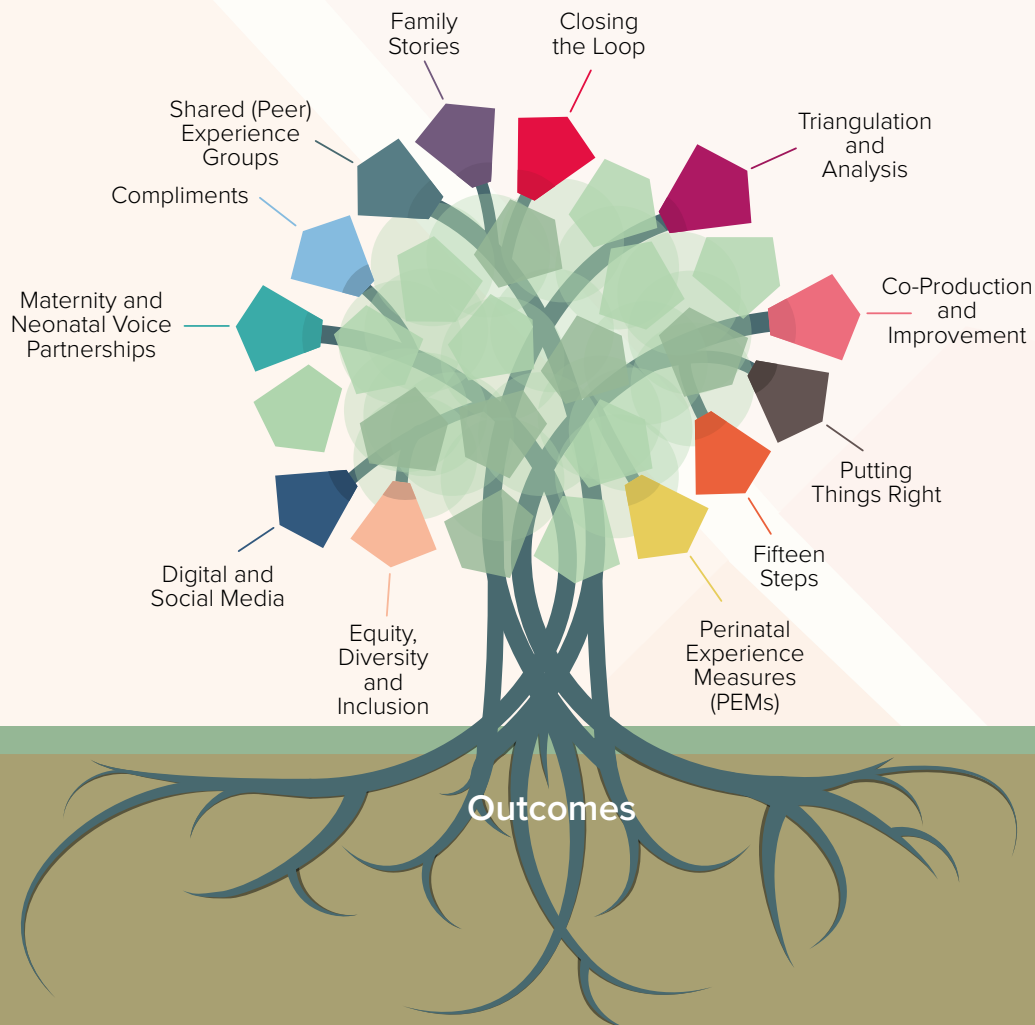 Family
Stories
Closing
the Loop
Shared (Peer)
Experience
Groups
Triangulation
and
Analysis
Compliments
Maternity and
Neonatal Voice
Partnerships
Co-Production
and
Improvement
Putting
Things Right
Fifteen
Steps
Digital and
Social Media
Equity,
Diversity
and
Inclusion
Perinatal
Experience
Measures
(PEMs)
Outcomes